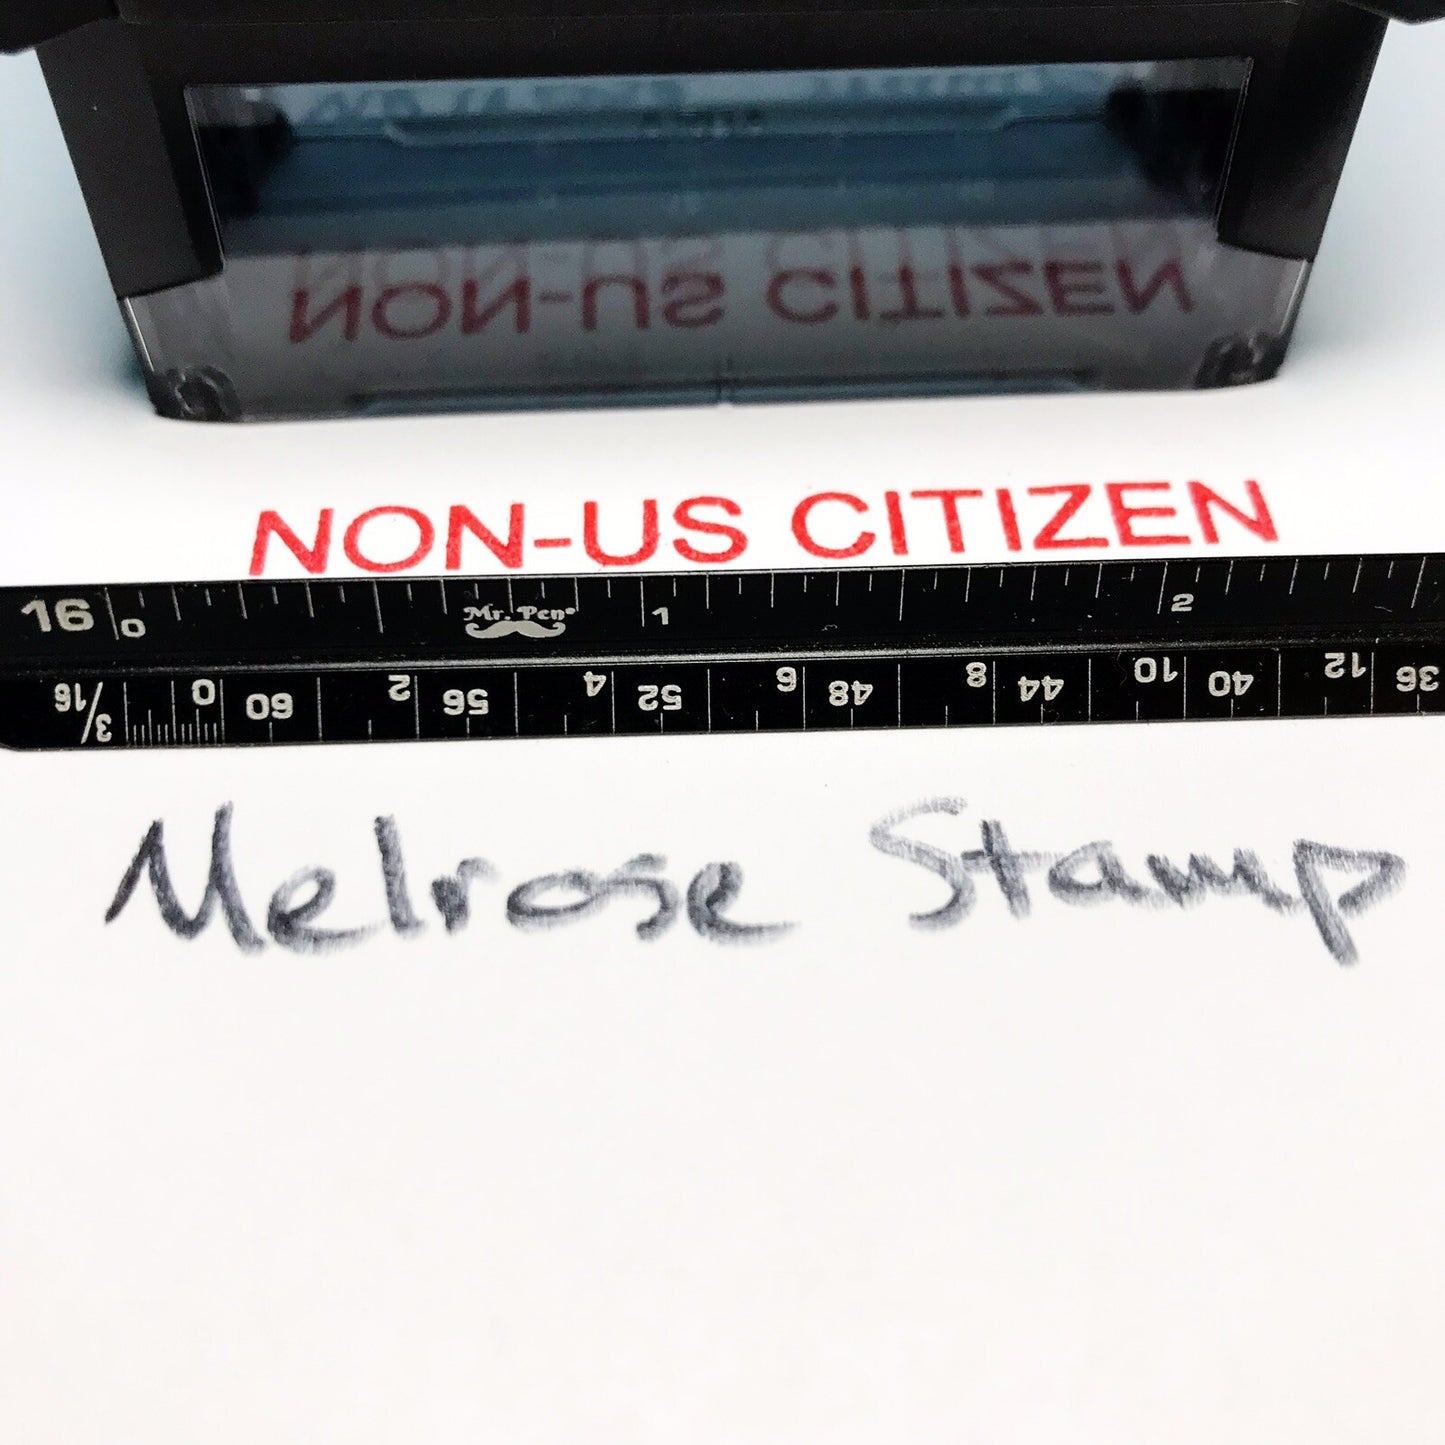 NON-US CITIZEN
NON-US CITIZEN
16 0 Mr. Pen 1 2
3/16 0 60 2 56 4 52 6 48 8 44 10 40 12 36
Melrose Stamp